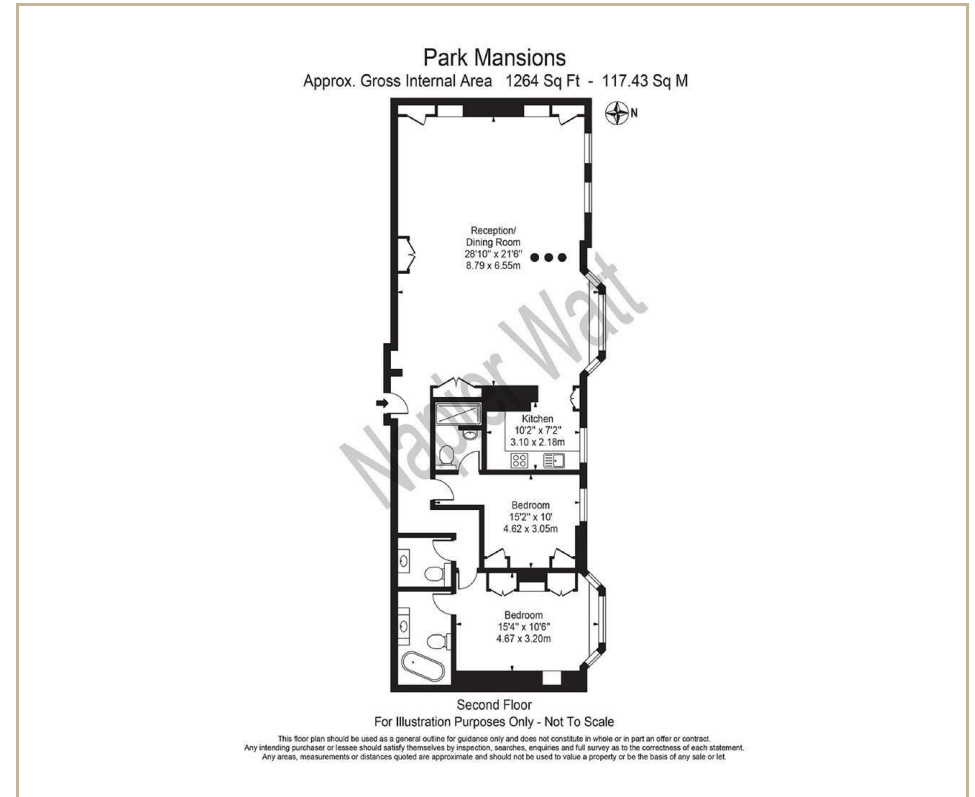 Park Mansions
Approx. Gross Internal Area 1264 Sq Ft - 117.43 Sq M
N
Reception/
Dining Room
28'10" x 21'6"
8.79 x 6.55m
Napier Watt
Kitchen
10'2" x 7'2"
3.10 x 2.18m
Bedroom
15'2" x 10'
4.62 x 3.05m
Bedroom
15'4" x 10'6"
4.67 x 3.20m
Second Floor
For Illustration Purposes Only - Not To Scale
This floor plan should be used as a general outline for guidance only and does not constitute in whole or in part an offer or contract.
Any intending purchaser or lessee should satisfy themselves by inspection, searches, enquiries and full survey as to the correctness of each statement.
Any areas, measurements or distances quoted are approximate and should not be used to value a property or be the basis of any sale or let.